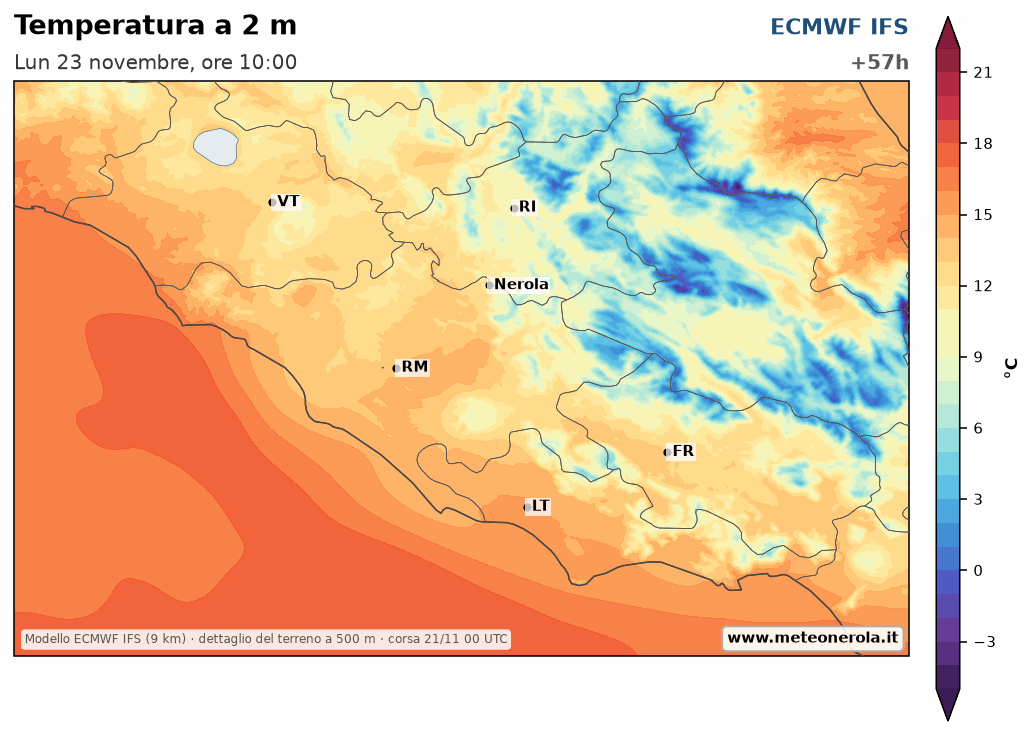 Temperatura a 2 m
ECMWF IFS
Lun 23 novembre, ore 10:00
+57h
VT
RI
Nerola
RM
FR
LT
21
18
15
12
9
6
3
0
−3
°C
Modello ECMWF IFS (9 km) · dettaglio del terreno a 500 m · corsa 21/11 00 UTC
www.meteonerola.it